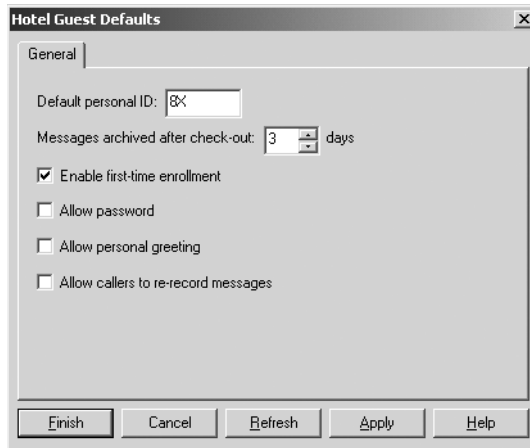 Hotel Guest Defaults
General
Default personal ID: 8X
Messages archived after check-out: 3 days
Enable first-time enrollment
Allow password
Allow personal greeting
Allow callers to re-record messages
Finish Cancel Refresh Apply Help